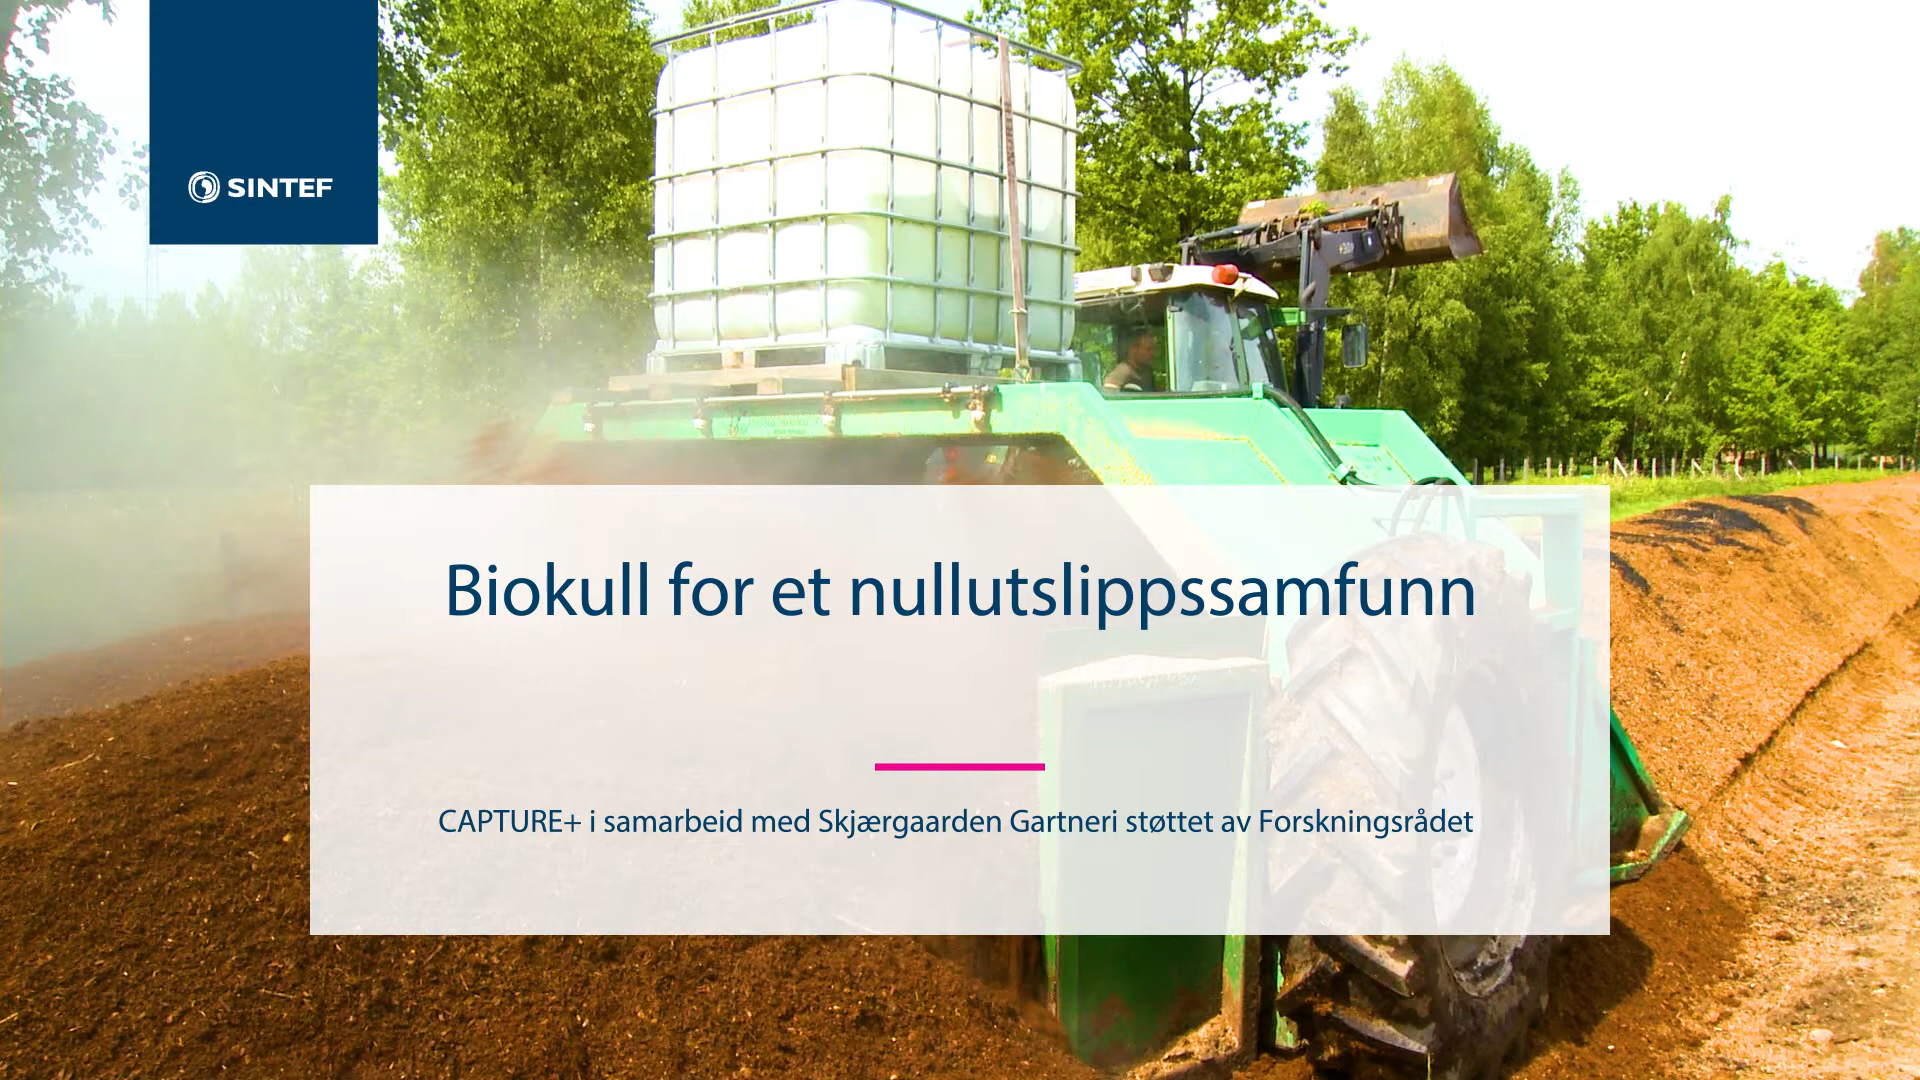 SINTEF
Biokull for et nullutslippssamfunn
CAPTURE+ i samarbeid med Skjærgaarden Gartneri støttet av Forskningsrådet